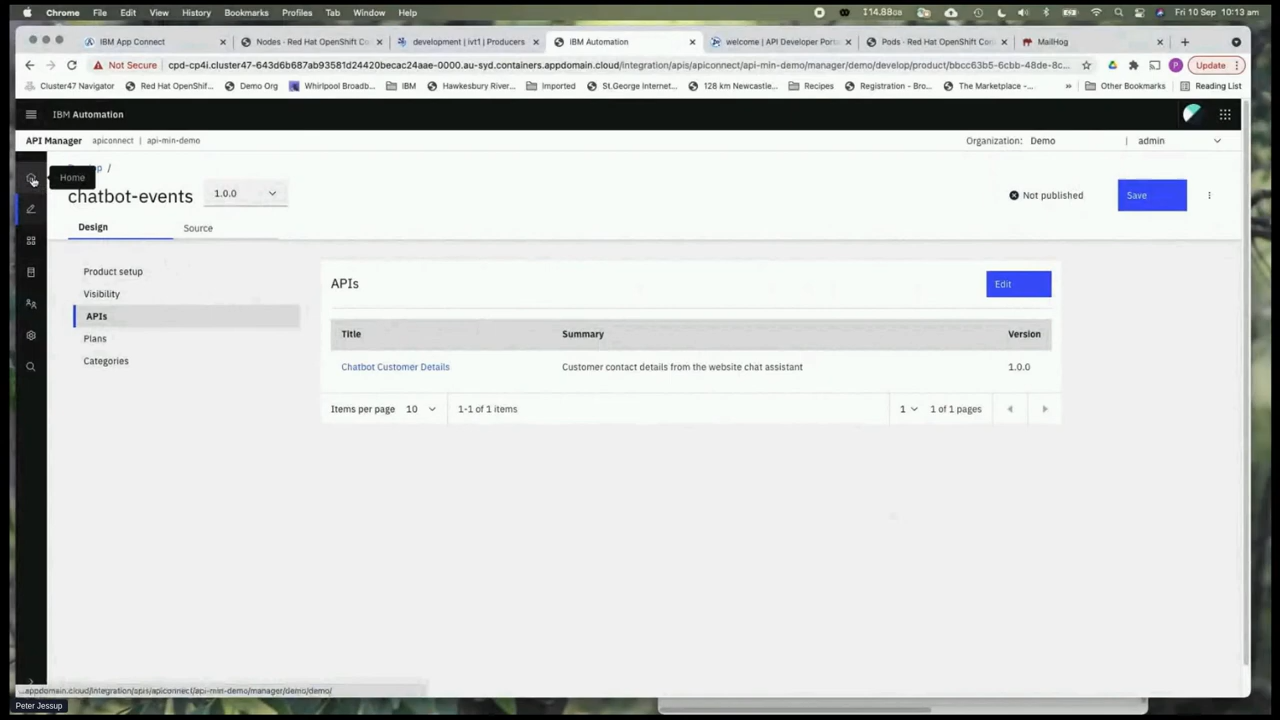 Chrome File Edit View History Bookmarks Profiles Tab Window Help 114.88GB Fri 10 Sep 10:13 am
IBM App Connect Nodes - Red Hat OpenShift Co development | ivt1 | Producers IBM Automation welcome | API Developer Port Pods - Red Hat OpenShift Con MailHog
Not Secure cpd-cp4i.cluster47-643d6b687ab93581d24420becac24aae-0000.au-syd.containers.appdomain.cloud/integration/apis/apiconnect/api-min-demo/manager/demo/develop/product/bbcc63b5-6cbb-48de-8c... P Update
Cluster47 Navigator Red Hat OpenShif... Demo Org Whirlpool Broadb... IBM Hawkesbury River... Imported St.George Internet... 128 km Newcastle... Recipes Registration - Bro... The Marketplace -... » Other Bookmarks Reading List
IBM Automation
API Manager apiconnect | api-min-demo Organization: Demo admin
/
Home
chatbot-events 1.0.0 Not published Save
Design Source
Product setup
Visibility
APIs
Plans
Categories
APIs Edit
Title Summary Version
Chatbot Customer Details Customer contact details from the website chat assistant 1.0.0
Items per page 10 1-1 of 1 items 1 1 of 1 pages
...appdomain.cloud/integration/apis/apiconnect/api-min-demo/manager/demo/demo/
Peter Jessup